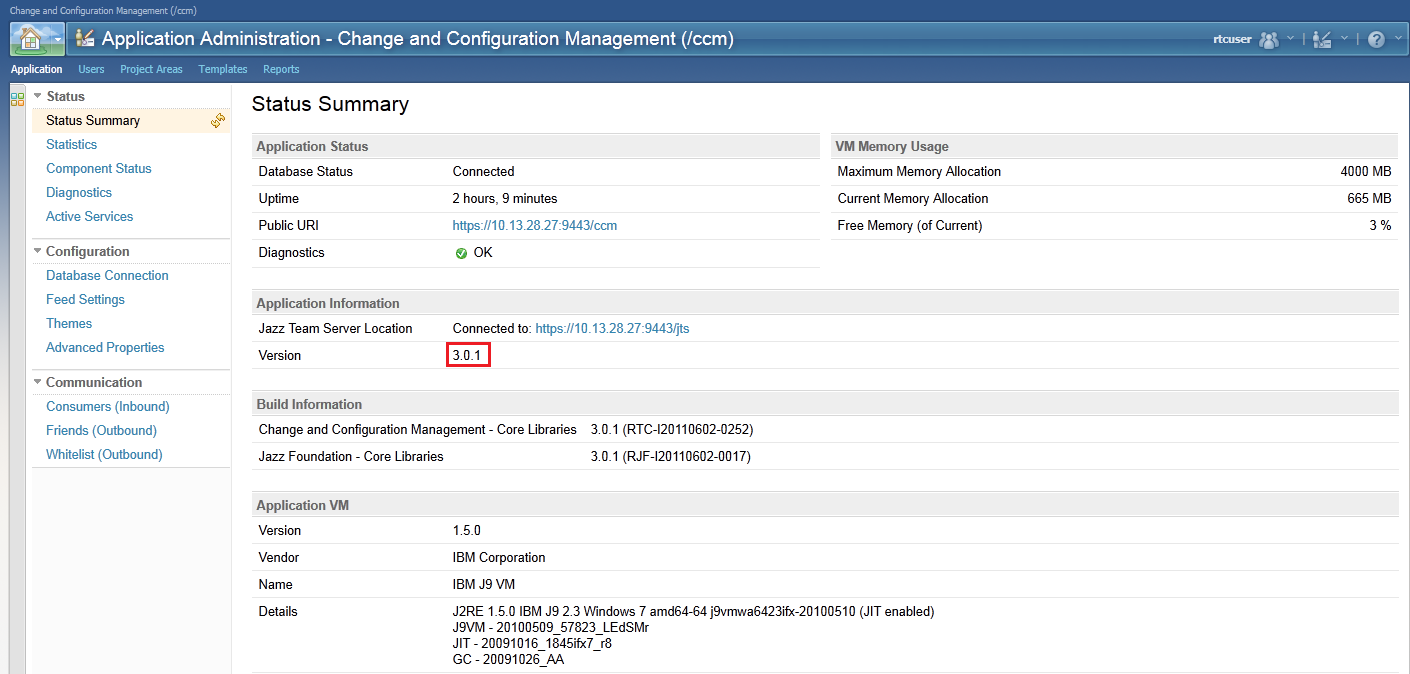 Change and Configuration Management (/ccm)
Application Administration - Change and Configuration Management (/ccm)
rtcuser
Application Users Project Areas Templates Reports
Status
Status Summary
Statistics
Component Status
Diagnostics
Active Services
Configuration
Database Connection
Feed Settings
Themes
Advanced Properties
Communication
Consumers (Inbound)
Friends (Outbound)
Whitelist (Outbound)
Status Summary
Application Status
Database Status Connected
Uptime 2 hours, 9 minutes
Public URI https://10.13.28.27:9443/ccm
Diagnostics OK
VM Memory Usage
Maximum Memory Allocation 4000 MB
Current Memory Allocation 665 MB
Free Memory (of Current) 3 %
Application Information
Jazz Team Server Location Connected to: https://10.13.28.27:9443/jts
Version 3.0.1
Build Information
Change and Configuration Management - Core Libraries 3.0.1 (RTC-I20110602-0252)
Jazz Foundation - Core Libraries 3.0.1 (RJF-I20110602-0017)
Application VM
Version 1.5.0
Vendor IBM Corporation
Name IBM J9 VM
Details J2RE 1.5.0 IBM J9 2.3 Windows 7 amd64-64 j9vmwa6423ifx-20100510 (JIT enabled)
J9VM - 20100509_57823_LEdSMr
JIT - 20091016_1845ifx7_r8
GC - 20091026_AA